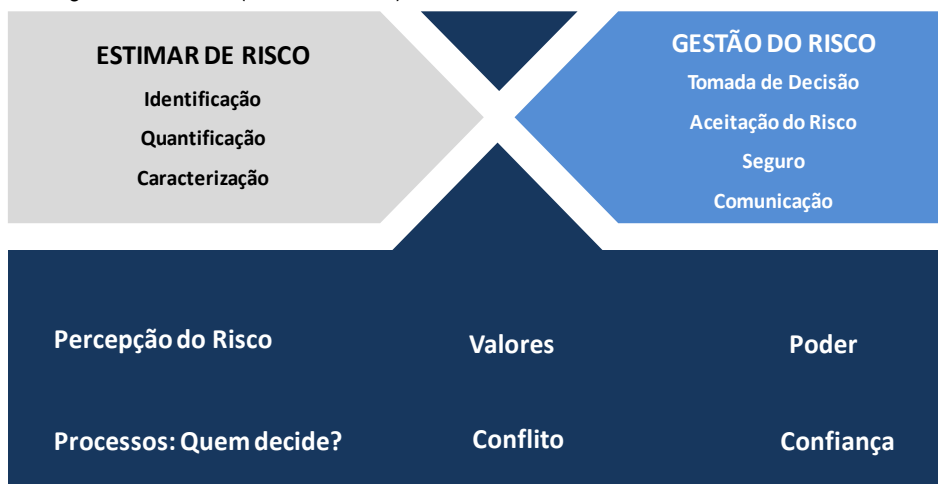 ESTIMAR DE RISCO
Identificação
Quantificação
Caracterização
GESTÃO DO RISCO
Tomada de Decisão
Aceitação do Risco
Seguro
Comunicação
Percepção do Risco
Valores
Poder
Processos: Quem decide?
Conflito
Confiança